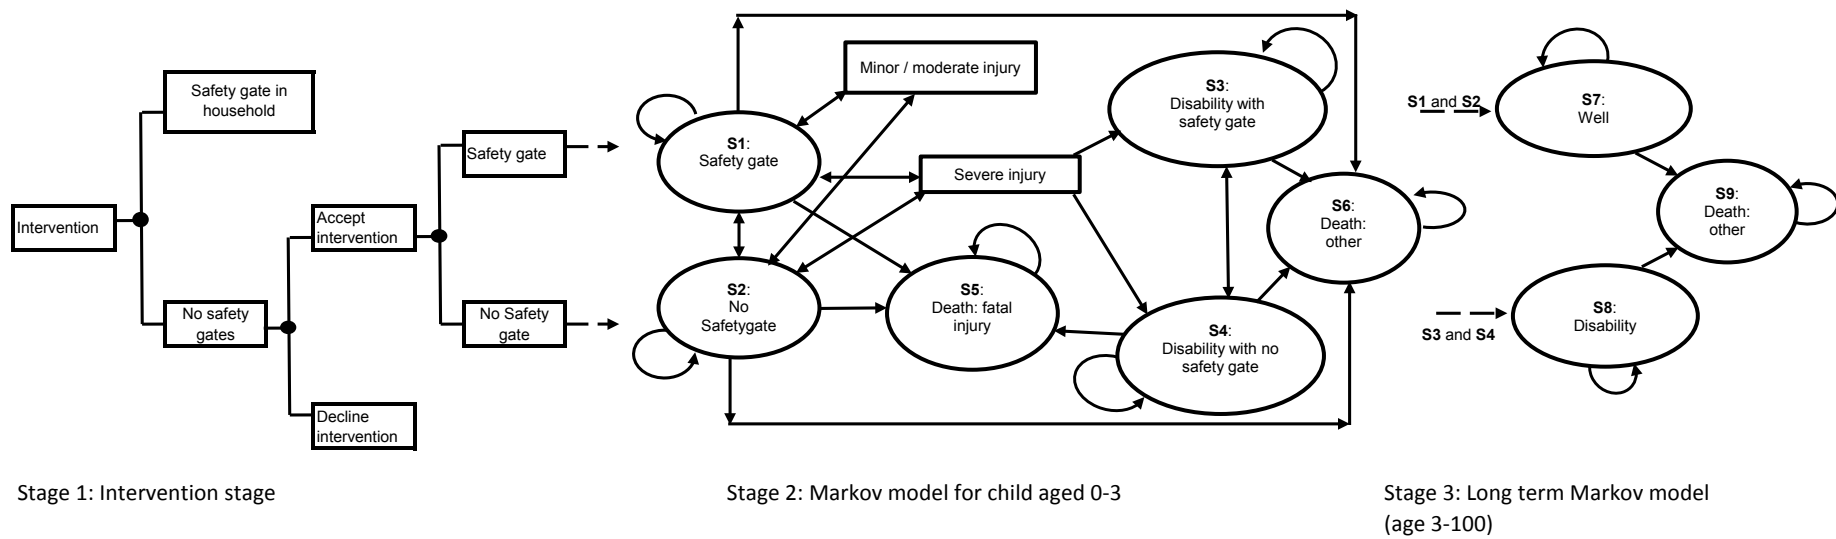 Safety gate in
household
Intervention
No safety
gates
Accept
intervention
Decline
intervention
Safety gate
No Safety
gate
Minor / moderate injury
S1:
Safety gate
Severe injury
S2:
No
Safetygate
S3:
Disability with
safety gate
S5:
Death: fatal
injury
S4:
Disability with no
safety gate
S6:
Death:
other
S1 and S2
S7:
Well
S9:
Death:
other
S3 and S4
S8:
Disability
Stage 1: Intervention stage
Stage 2: Markov model for child aged 0-3
Stage 3: Long term Markov model
(age 3-100)